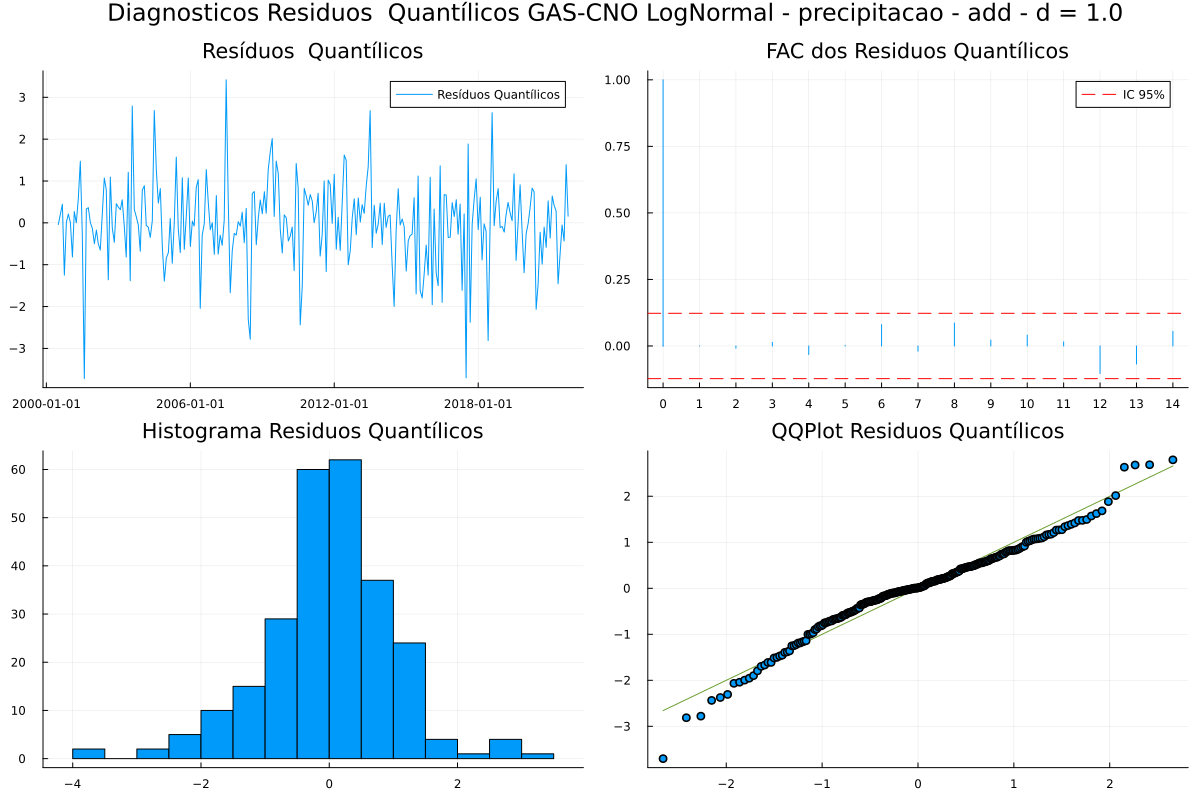 Diagnosticos Residuos  Quantílicos GAS-CNO LogNormal - precipitacao - add - d = 1.0
Resíduos  Quantílicos
3
2
1
0
−1
−2
−3
2000-01-01 2006-01-01 2012-01-01 2018-01-01
Resíduos Quantílicos
FAC dos Residuos Quantílicos
1.00
0.75
0.50
0.25
0.00
0 1 2 3 4 5 6 7 8 9 10 11 12 13 14
IC 95%
Histograma Residuos Quantílicos
60
50
40
30
20
10
0
−4 −2 0 2
QQPlot Residuos Quantílicos
2
1
0
−1
−2
−3
−2 −1 0 1 2